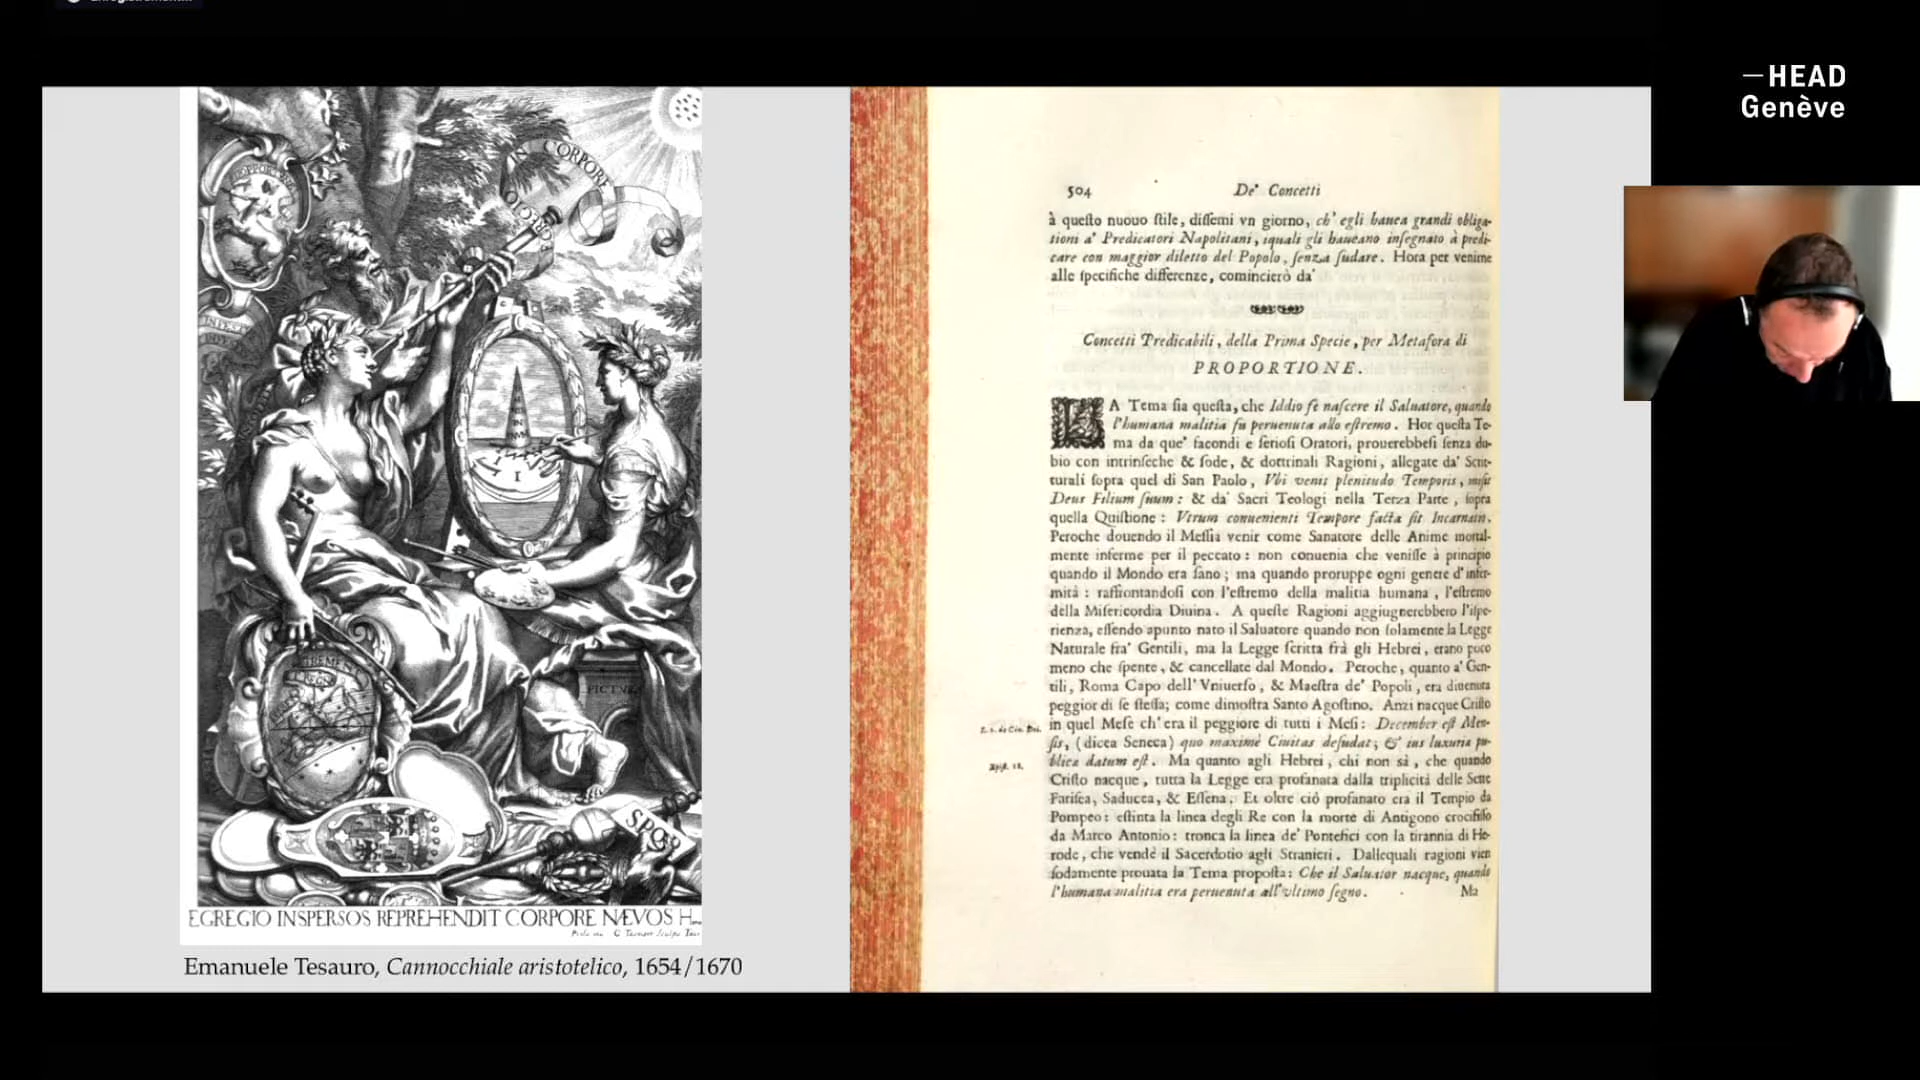 —HEAD
Genève
CORPORE
IN
VNVM
PICTVRA
SPQR
EGREGIO INSPERSOS REPREHENDIT CORPORE NÆVOS
Emanuele Tesauro, Cannocchiale aristotelico, 1654/1670
504 De' Concetti
à questo nuouo stile, dissemi vn giorno, ch' egli hauea grandi obliga-
tioni a' Predicatori Napolitani, iquali gli haueano insegnato à predi-
care con maggior diletto del Popolo, senza sudare. Hora per venime
alle specifiche differenze, comincierò da'
Concetti Predicabili, della Prima Specie, per Metafora di
PROPORTIONE.
LA Tema sia questa, che Iddio fè nascere il Saluatore, quando
l'humana malitia fu peruenuta allo estremo. Hor questa Te-
ma da que' facondi e seriosi Oratori, prouerebbesi senza du-
bio con intrinseche & sode, & dottrinali Ragioni, allegate da' Scrit-
turali sopra quel di San Paolo, Vbi venit plenitudo Temporis, misit
Deus Filium suum: & da' Sacri Teologi nella Terza Parte, sopra
quella Quistione: Vtrum conuenienti Tempore facta sit Incarnatn.
Peroche douendo il Messia venir come Sanatore delle Anime mortal-
mente inferme per il peccato: non conuenia che venisse à principio
quando il Mondo era sano; ma quando proruppe ogni genere d'infer-
mità: raffrontandosi con l'estremo della malitia humana, l'estremo
della Misericordia Diuina. A queste Ragioni aggiugnerebbero l'ispe-
rienza, essendo apunto nato il Saluatore quando non solamente la Legge
Naturale fra' Gentili, ma la Legge scritta frà gli Hebrei, erano poco
meno che spente, & cancellate dal Mondo. Peroche, quanto a' Gen-
tili, Roma Capo dell'Vniuerso, & Maestra de' Popoli, era diuenuta
peggior di se stessa; come dimostra Santo Agostino. Anzi nacque Cristo
in quel Mese ch'era il peggiore di tutti i Mesi: December est Men-
sis, (dicea Seneca) quo maximè Ciuitas desudat; & ius luxuria pu-
blica datum est. Ma quanto agli Hebrei, chi non sà, che quando
Cristo nacque, tutta la Legge era profanata dalla triplicità delle Sette
Farisea, Saducea, & Essena. Et oltre ciò profanato era il Tempio da
Pompeo: estinta la linea degli Re con la morte di Antigono crocifisso
da Marco Antonio: tronca la linea de' Pontefici con la tirannia di He-
rode, che vendè il Sacerdotio agli Stranieri. Dallequali ragioni vien
sodamente prouata la Tema proposta: Che il Saluator nacque, quando
l'humana malitia era peruenuta all'vltimo segno.
Ma